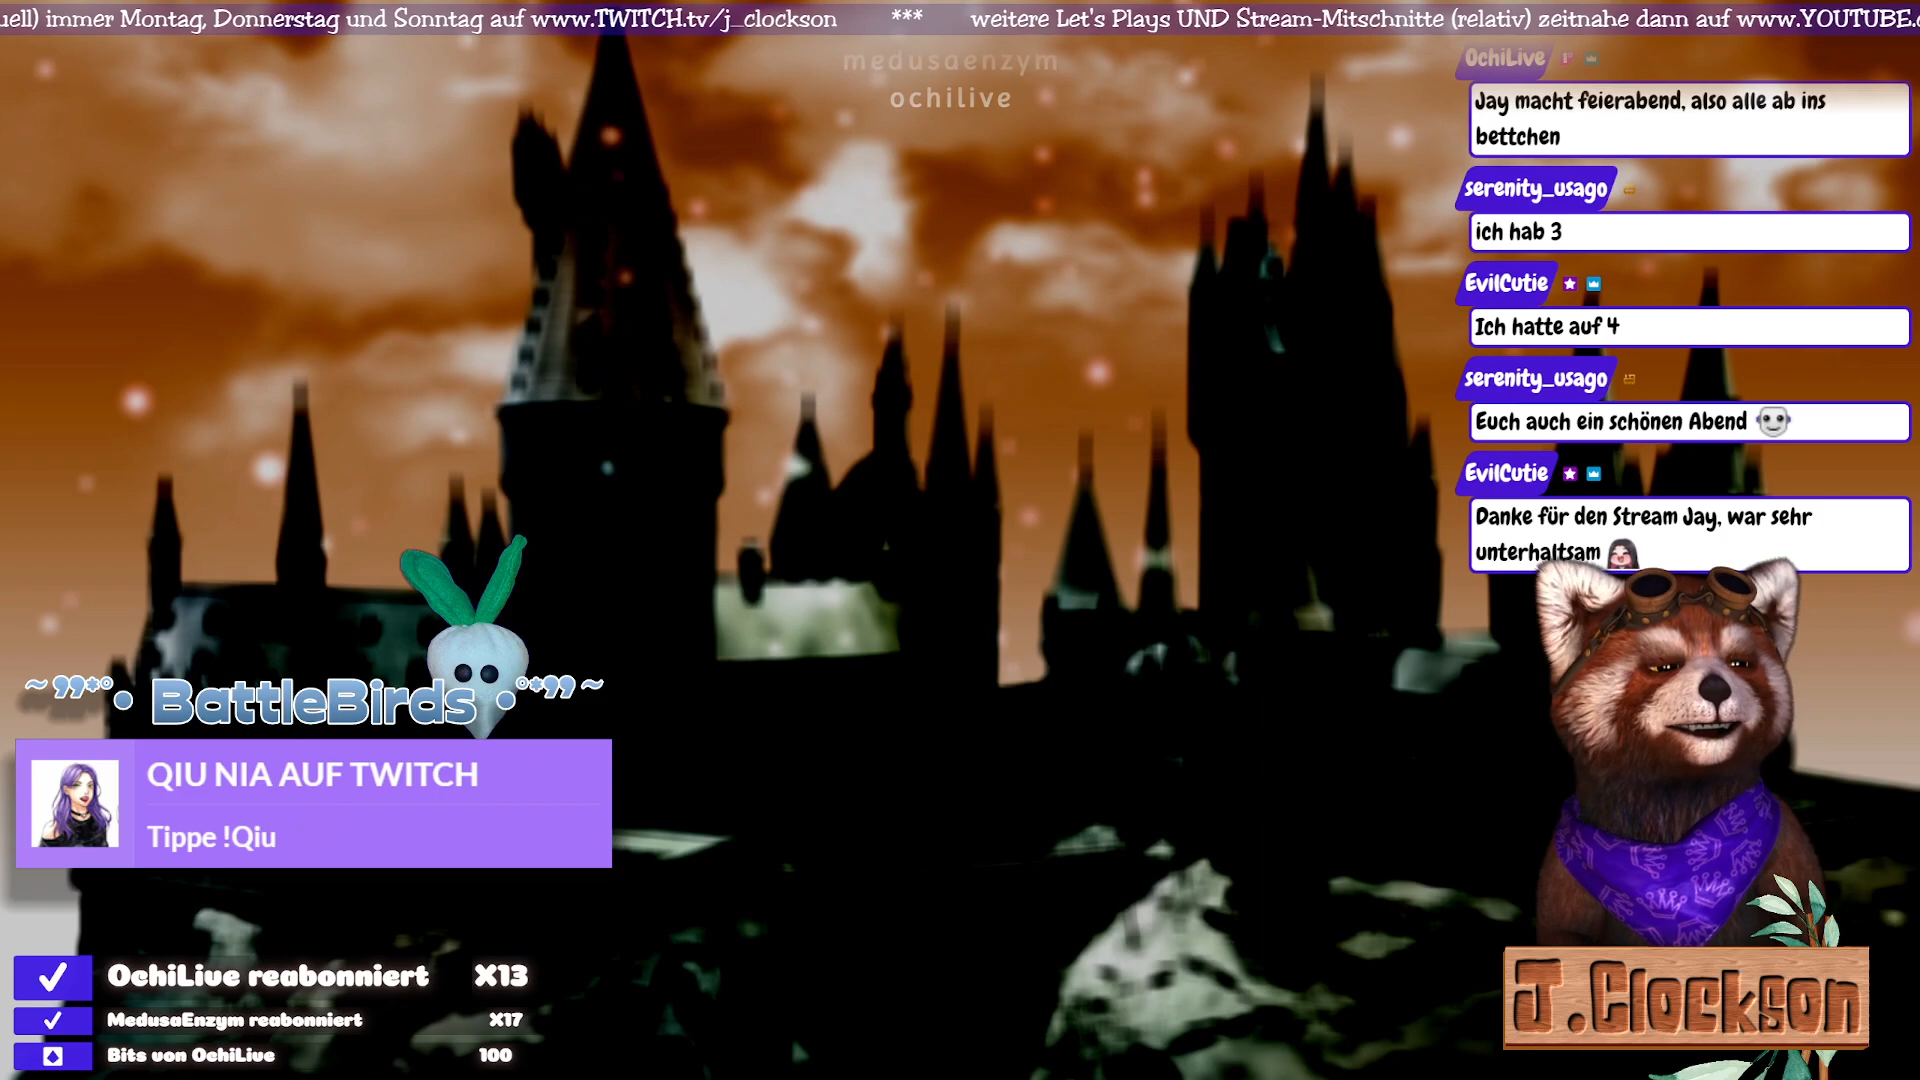 uell) immer Montag, Donnerstag und Sonntag auf www.TWITCH.tv/j_clockson *** weitere Let's Plays UND Stream-Mitschnitte (relativ) zeitnahe dann auf www.YOUTUBE.
medusaenzym
ochilive
OchiLive
Jay macht feierabend, also alle ab ins
bettchen
serenity_usago
ich hab 3
EvilCutie
Ich hatte auf 4
serenity_usago
Euch auch ein schönen Abend
EvilCutie
Danke für den Stream Jay, war sehr
unterhaltsam
~”*°• BattleBirds •°*”~
QIU NIA AUF TWITCH
Tippe !Qiu
OchiLive reabonniert X13
MedusaEnzym reabonniert X17
Bits von OchiLive 100
J.Clockson